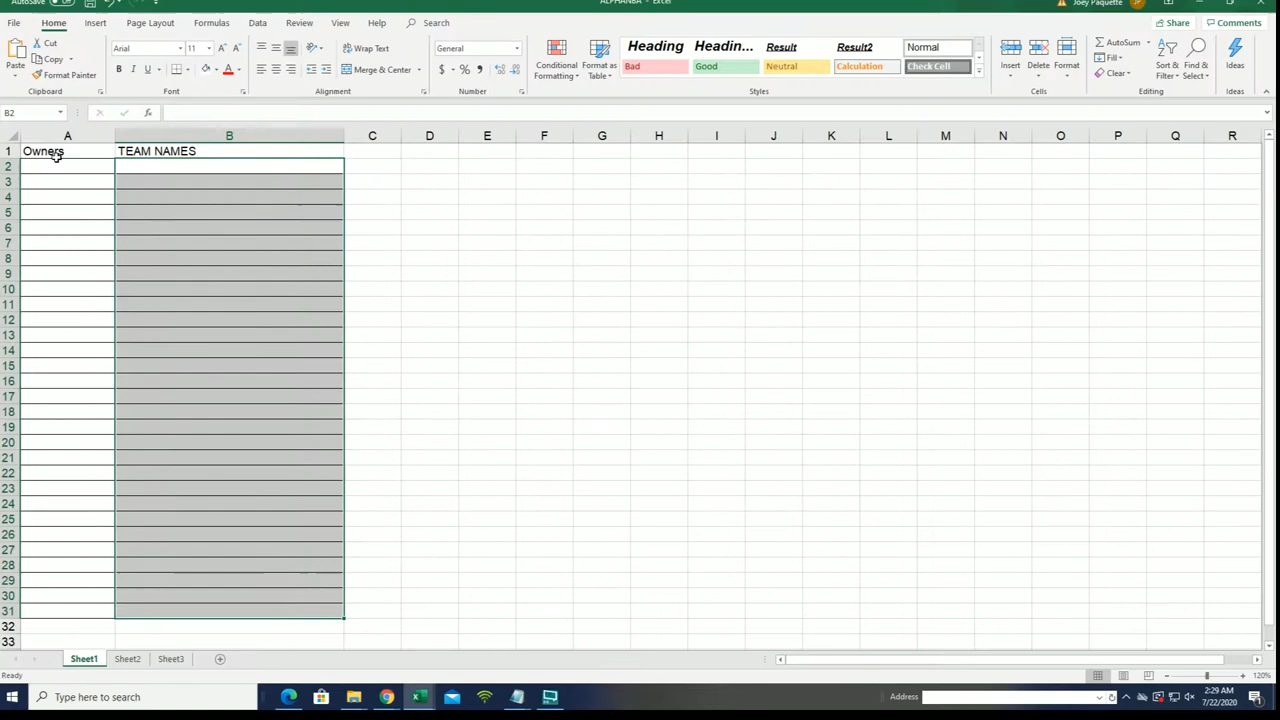 AutoSave
ALPHANBA - Excel
Joey Paquette
JP
File Home Insert Page Layout Formulas Data Review View Help Search
Share Comments
Paste
Cut
Copy
Format Painter
Clipboard
Arial 11
B I U
Font
Wrap Text
Merge & Center
Alignment
General
$ % ,
Number
Conditional Formatting
Format as Table
Heading Headin... Result Result2 Normal
Bad Good Neutral Calculation Check Cell
Styles
Insert Delete Format
Cells
AutoSum
Fill
Clear
Sort & Filter
Find & Select
Editing
Ideas
Ideas
B2
fx
A B C D E F G H I J K L M N O P Q R
1 Owners TEAM NAMES
2
3
4
5
6
7
8
9
10
11
12
13
14
15
16
17
18
19
20
21
22
23
24
25
26
27
28
29
30
31
32
33
Sheet1 Sheet2 Sheet3
Ready
120%
Type here to search
Address
2:29 AM
7/22/2020